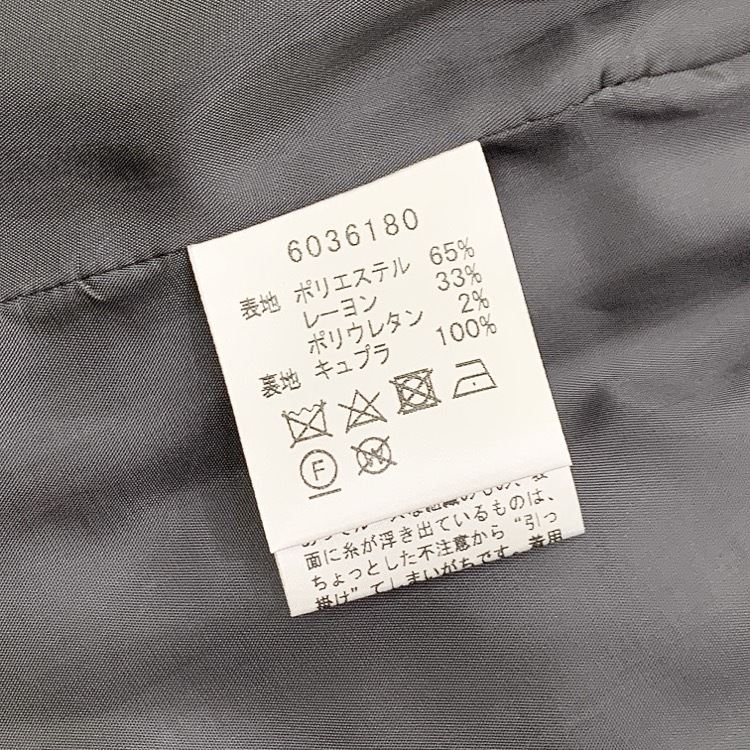 6036180
表地 ポリエステル 65%
レーヨン 33%
ポリウレタン 2%
裏地 キュプラ 100%
F
W
面に糸が浮き出ているものは、
ちょっとした不注意から“引っ
掛け”てしまいがちです。着用